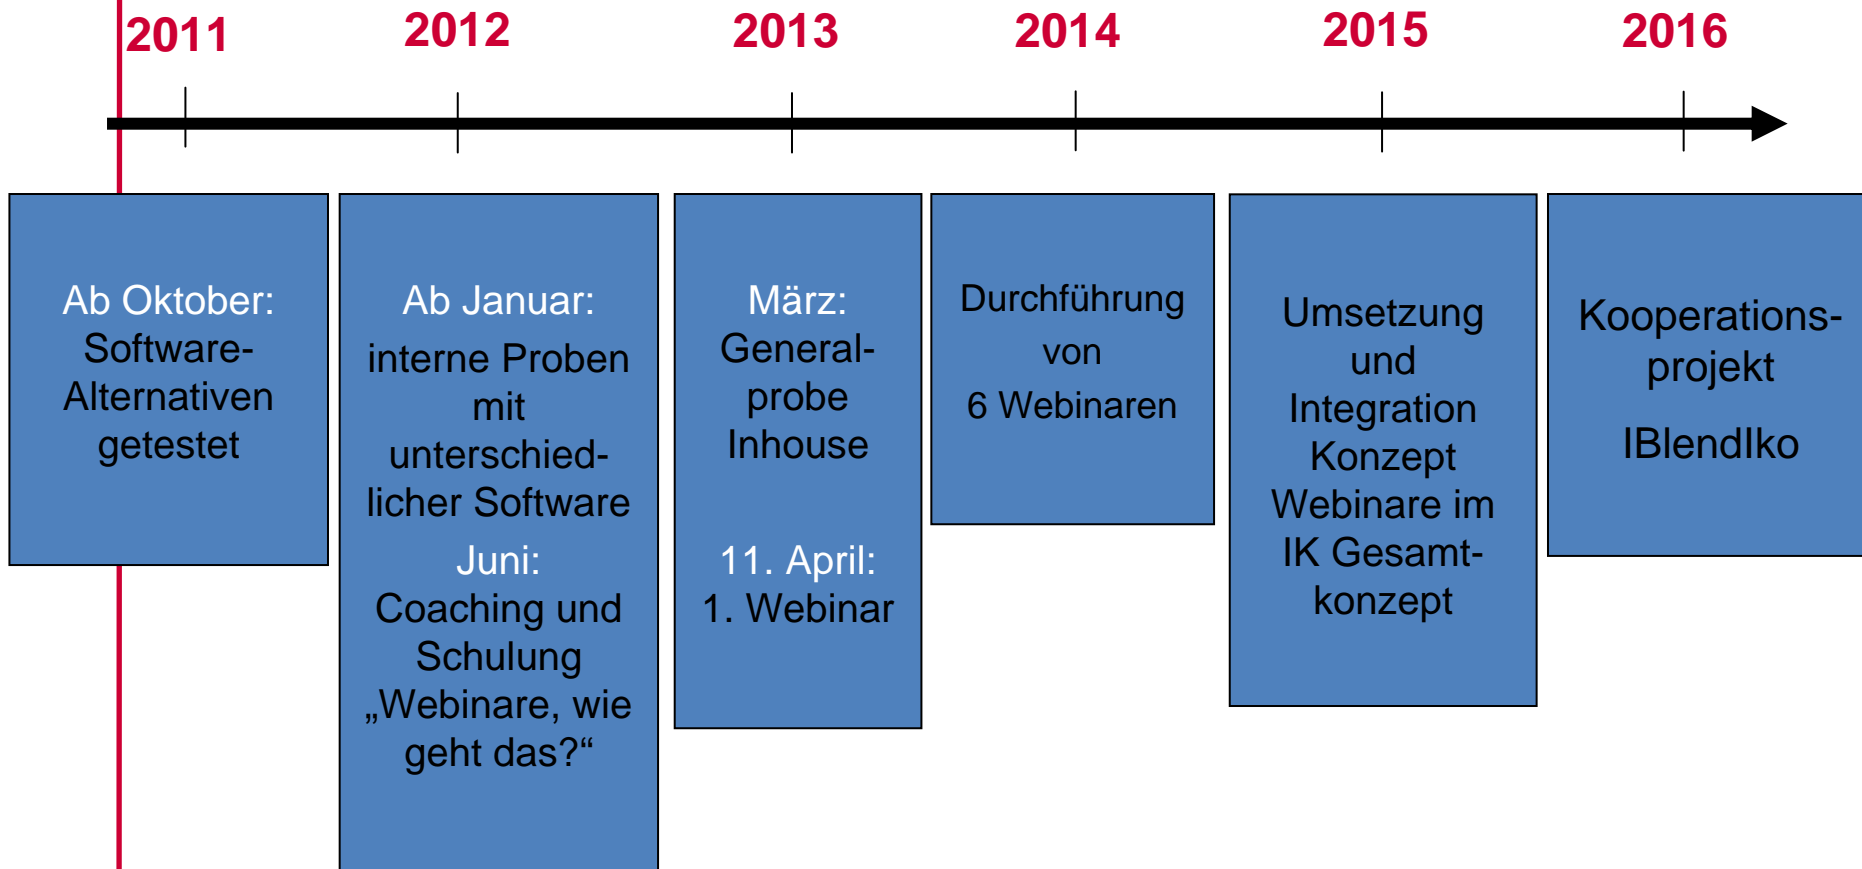 2011
2012
2013
2014
2015
2016
Ab Oktober:
Software-
Alternativen
getestet
Ab Januar:
interne Proben
mit
unterschied-
licher Software
Juni:
Coaching und
Schulung
„Webinare, wie
geht das?“
März:
General-
probe
Inhouse
11. April:
1. Webinar
Durchführung
von
6 Webinaren
Umsetzung
und
Integration
Konzept
Webinare im
IK Gesamt-
konzept
Kooperations-
projekt
IBlendIko